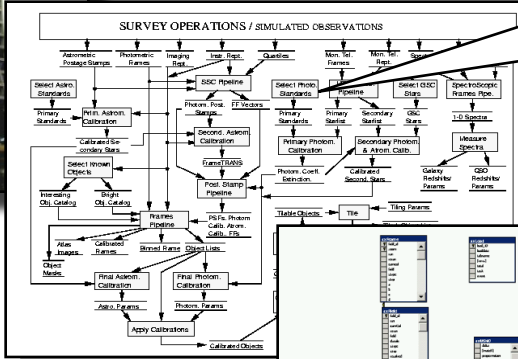 SURVEY OPERATIONS / SIMULATED OBSERVATIONS
Astrometric
Postage Stamps
Photometric
Frames
Imaging
Rept.
Instr. Rept.
Quartiles
Mon. Tel.
Frames
Mon. Tel.
Rept.
Select Astro.
Standards
SSC Pipeline
Select Photo.
Standards
Pipeline
Select GSC
Stars
SpectroScopic
Frames Pipe.
Primary
Standards
Prim. Astrom.
Calibration
Photom. Post.
Stamps
FF Vectors
Primary
Standards
Primary
Starlist
Secondary
Starlist
GSC
Stars
1-D Spectra
Calibrated Se-
condary Stars
Second. Astrom.
Calibration
Primary Photom.
Calibration
Secondary Photom.
& Atrom. Calib.
Measure
Spectra
Select Known
Objects
FrameTRANS
Interesting
Obj. Catalog
Bright
Obj. Catalog
Post. Stamp
Pipeline
Photom. Coeff.
Extinction.
Calibrated
Second. Stars
Galaxy
Redshifts/
Params
QSO
Redshifts/
Params
Frames
Pipeline
PSFs, Photom
Calib, Atrom.
Calib, FFs
Tilable Objects
Tile
Tiling Params
Atlas
Images
Calibrated
Frames
Binned Frame
Object Lists
Object
Masks
Final Astrom.
Calibration
Final Photom.
Calibration
Astro. Params
Photom. Params
Apply Calibrations
Calibrated Objects